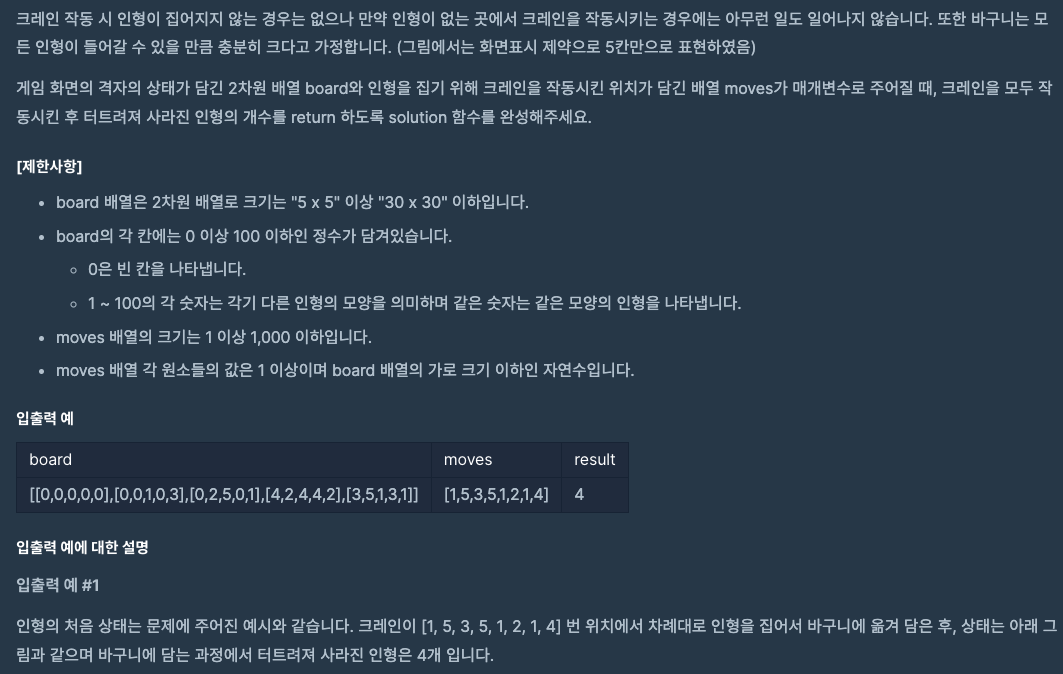 크레인 작동 시 인형이 집어지지 않는 경우는 없으나 만약 인형이 없는 곳에서 크레인을 작동시키는 경우에는 아무런 일도 일어나지 않습니다. 또한 바구니는 모
든 인형이 들어갈 수 있을 만큼 충분히 크다고 가정합니다. (그림에서는 화면표시 제약으로 5칸만으로 표현하였음)
게임 화면의 격자의 상태가 담긴 2차원 배열 board와 인형을 집기 위해 크레인을 작동시킨 위치가 담긴 배열 moves가 매개변수로 주어질 때, 크레인을 모두 작
동시킨 후 터트려져 사라진 인형의 개수를 return 하도록 solution 함수를 완성해주세요.
[제한사항]
• board 배열은 2차원 배열로 크기는 "5 x 5" 이상 "30 x 30" 이하입니다.
• board의 각 칸에는 0 이상 100 이하인 정수가 담겨있습니다.
◦ 0은 빈 칸을 나타냅니다.
◦ 1 ~ 100의 각 숫자는 각기 다른 인형의 모양을 의미하며 같은 숫자는 같은 모양의 인형을 나타냅니다.
• moves 배열의 크기는 1 이상 1,000 이하입니다.
• moves 배열 각 원소들의 값은 1 이상이며 board 배열의 가로 크기 이하인 자연수입니다.
입출력 예
board moves result
[[0,0,0,0,0],[0,0,1,0,3],[0,2,5,0,1],[4,2,4,4,2],[3,5,1,3,1]] [1,5,3,5,1,2,1,4] 4
입출력 예에 대한 설명
입출력 예 #1
인형의 처음 상태는 문제에 주어진 예시와 같습니다. 크레인이 [1, 5, 3, 5, 1, 2, 1, 4] 번 위치에서 차례대로 인형을 집어서 바구니에 옮겨 담은 후, 상태는 아래 그
림과 같으며 바구니에 담는 과정에서 터트려져 사라진 인형은 4개 입니다.